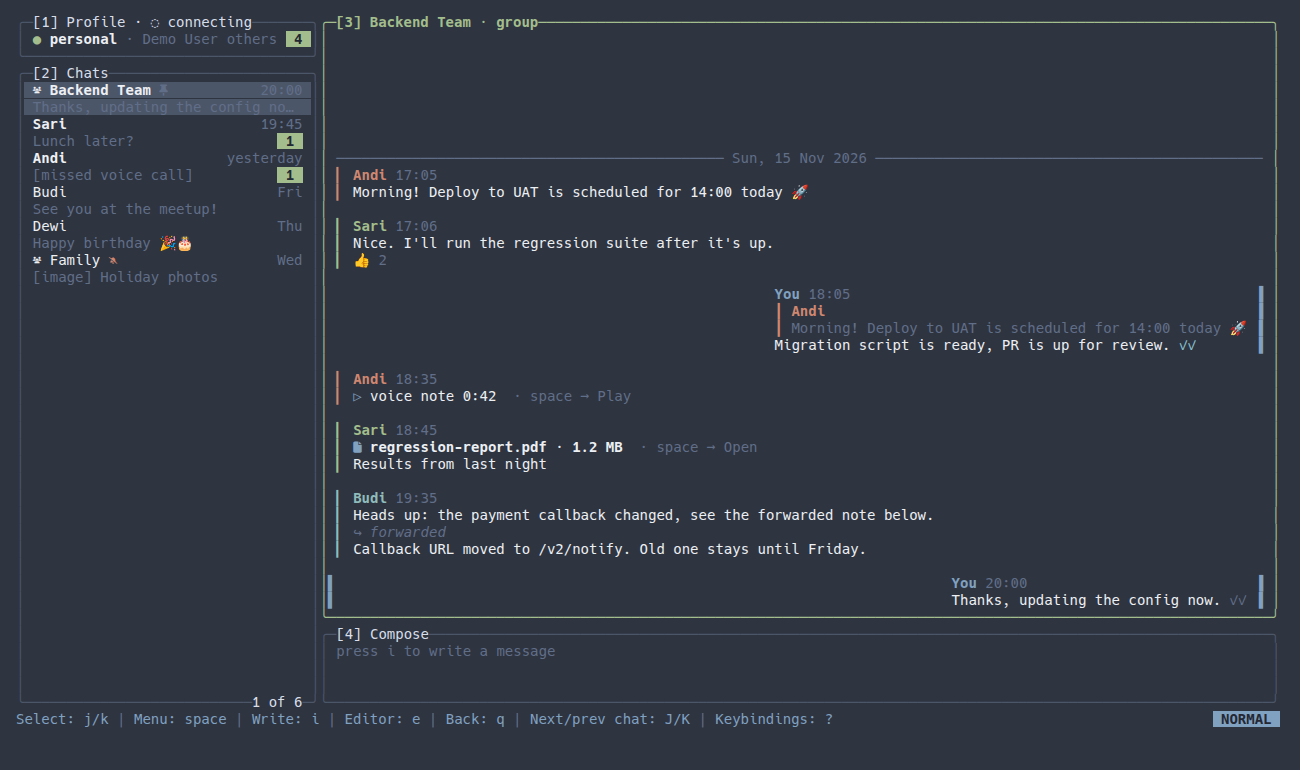 [1] Profile · ◌ connecting
● personal · Demo User others 4
[2] Chats
Backend Team 20:00
Thanks, updating the config no…
Sari 19:45
Lunch later? 1
Andi yesterday
[missed voice call] 1
Budi Fri
See you at the meetup!
Dewi Thu
Happy birthday 🎉🎂
Family Wed
[image] Holiday photos
1 of 6
[3] Backend Team · group
Sun, 15 Nov 2026
Andi 17:05
Morning! Deploy to UAT is scheduled for 14:00 today 🚀
Sari 17:06
Nice. I'll run the regression suite after it's up.
👍 2
You 18:05
Andi
Morning! Deploy to UAT is scheduled for 14:00 today 🚀
Migration script is ready, PR is up for review. √√
Andi 18:35
▷ voice note 0:42 · space → Play
Sari 18:45
regression-report.pdf · 1.2 MB · space → Open
Results from last night
Budi 19:35
Heads up: the payment callback changed, see the forwarded note below.
↪ forwarded
Callback URL moved to /v2/notify. Old one stays until Friday.
You 20:00
Thanks, updating the config now. √√
[4] Compose
press i to write a message
Select: j/k | Menu: space | Write: i | Editor: e | Back: q | Next/prev chat: J/K | Keybindings: ? NORMAL